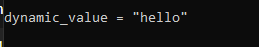 dynamic_value = "hello"